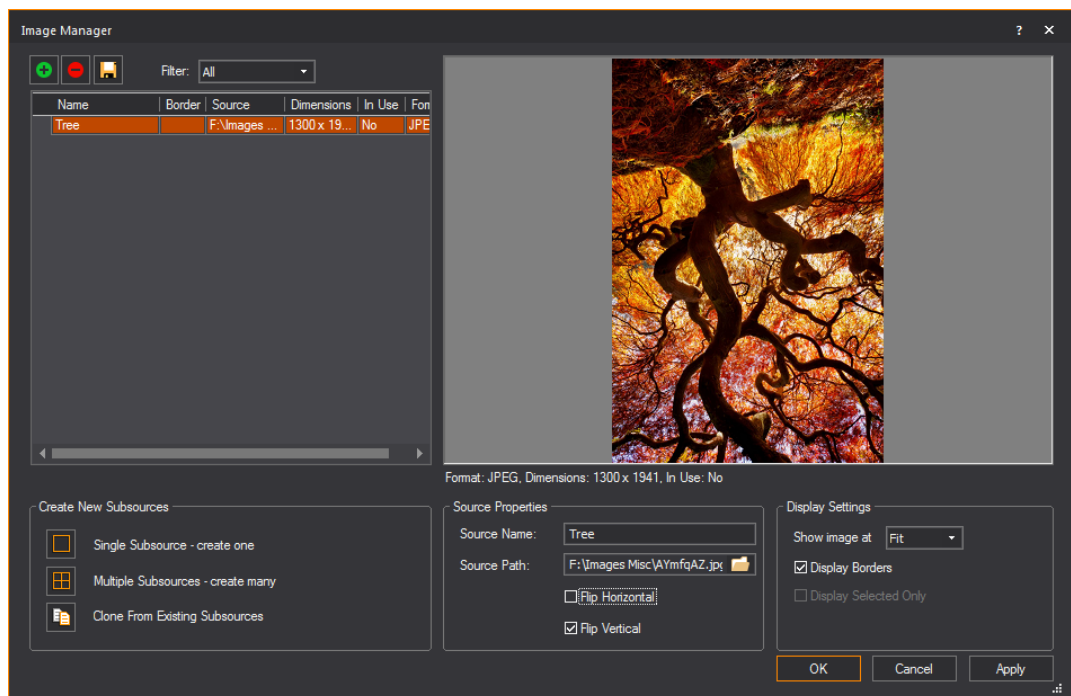 Image Manager
Filter: All
Name Border Source Dimensions In Use
Tree F:\Images ... 1300 x 19... No JPE
Format: JPEG, Dimensions: 1300 x 1941, In Use: No
Create New Subsources
Single Subsource - create one
Multiple Subsources - create many
Clone From Existing Subsources
Source Properties
Source Name: Tree
Source Path: F:\Images Misc\AYmfqAZ.jpg
Flip Horizontal
Flip Vertical
Display Settings
Show image at Fit
Display Borders
Display Selected Only
OK Cancel Apply